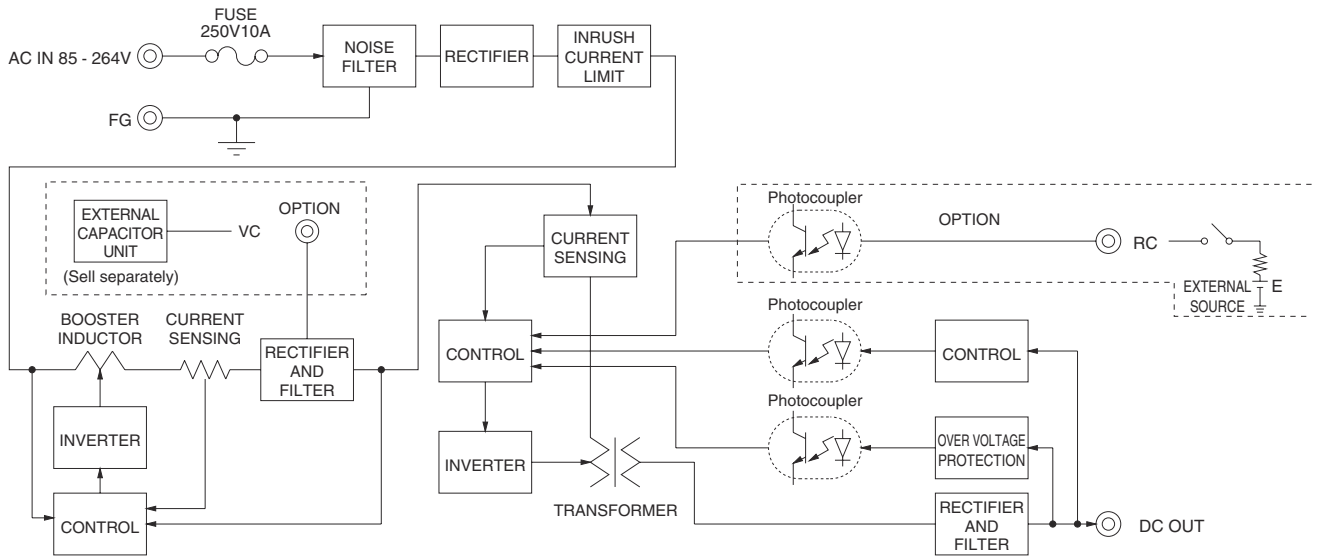 FUSE
250V10A
AC IN 85 - 264V
NOISE
FILTER
RECTIFIER
INRUSH
CURRENT
LIMIT
FG
EXTERNAL
CAPACITOR
UNIT
VC
OPTION
(Sell separately)
CURRENT
SENSING
Photocoupler
OPTION
RC
EXTERNAL
SOURCE
E
BOOSTER
INDUCTOR
CURRENT
SENSING
RECTIFIER
AND
FILTER
CONTROL
Photocoupler
CONTROL
Photocoupler
INVERTER
INVERTER
OVER VOLTAGE
PROTECTION
TRANSFORMER
CONTROL
RECTIFIER
AND
FILTER
DC OUT